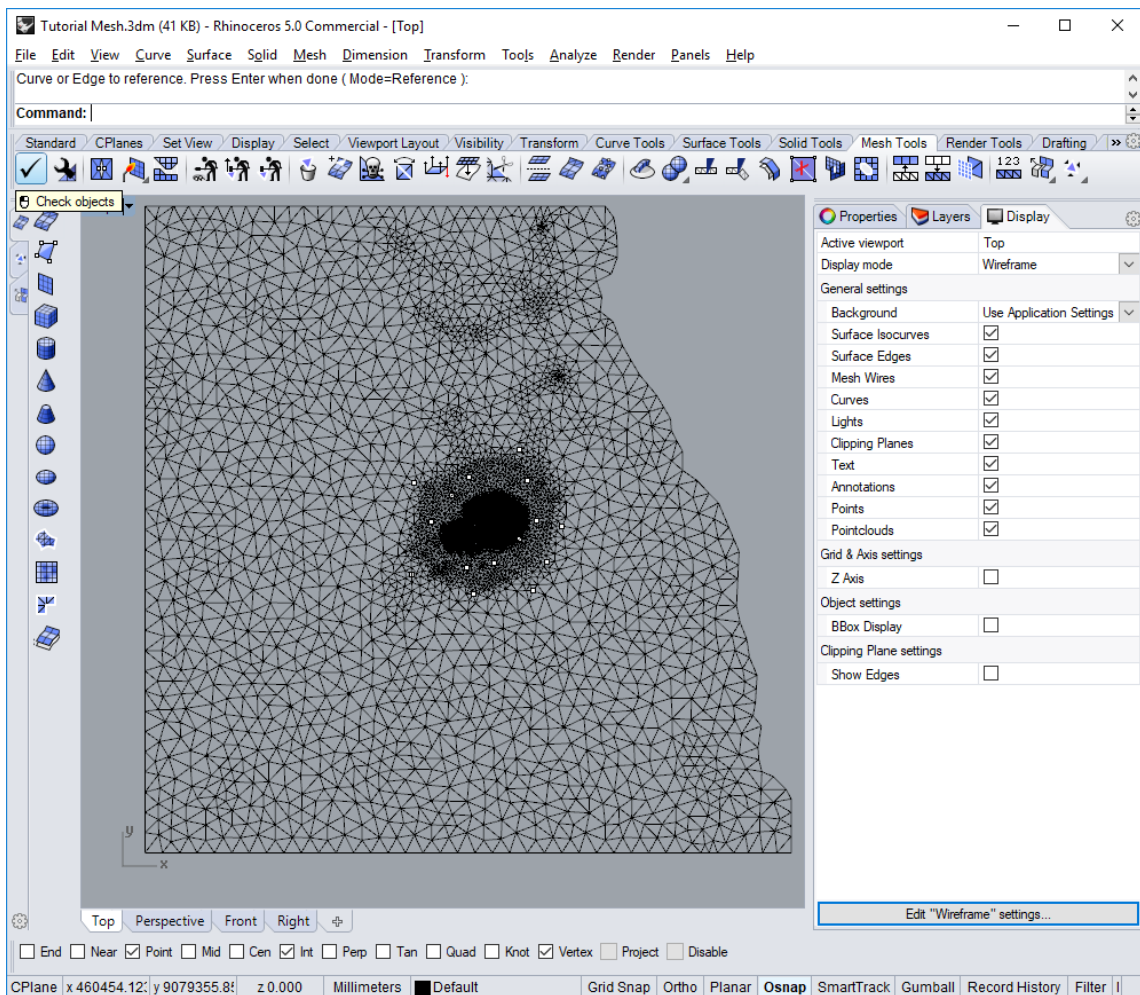 Tutorial Mesh.3dm (41 KB) - Rhinoceros 5.0 Commercial - [Top]
File Edit View Curve Surface Solid Mesh Dimension Transform Tools Analyze Render Panels Help
Curve or Edge to reference. Press Enter when done ( Mode=Reference ):
Command:
Standard CPlanes Set View Display Select Viewport Layout Visibility Transform Curve Tools Surface Tools Solid Tools Mesh Tools Render Tools Drafting
123
Check objects
Properties Layers Display
Active viewport Top
Display mode Wireframe
General settings
Background Use Application Settings
Surface Isocurves
Surface Edges
Mesh Wires
Curves
Lights
Clipping Planes
Text
Annotations
Points
Pointclouds
Grid & Axis settings
Z Axis
Object settings
BBox Display
Clipping Plane settings
Show Edges
y
x
Edit "Wireframe" settings...
Top Perspective Front Right
End Near Point Mid Cen Int Perp Tan Quad Knot Vertex Project Disable
CPlane x 460454.12 y 9079355.8 z 0.000 Millimeters Default Grid Snap Ortho Planar Osnap SmartTrack Gumball Record History Filter